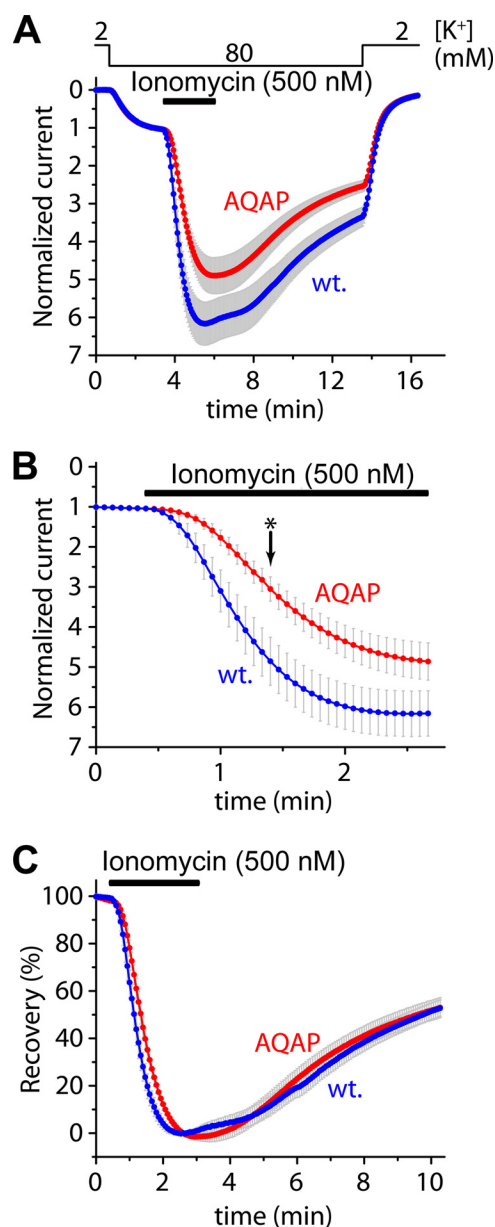 A
2 80 2 [K⁺]
(mM)
Ionomycin (500 nM)
0
1
2
3
4
5
6
7
Normalized current
AQAP
wt.
0 4 8 12 16
time (min)
B
Ionomycin (500 nM)
0
1
2
3
4
5
6
7
Normalized current
*
AQAP
wt.
0 1 2
time (min)
C
Ionomycin (500 nM)
100
80
60
40
20
0
Recovery (%)
AQAP
wt.
0 2 4 6 8 10
time (min)